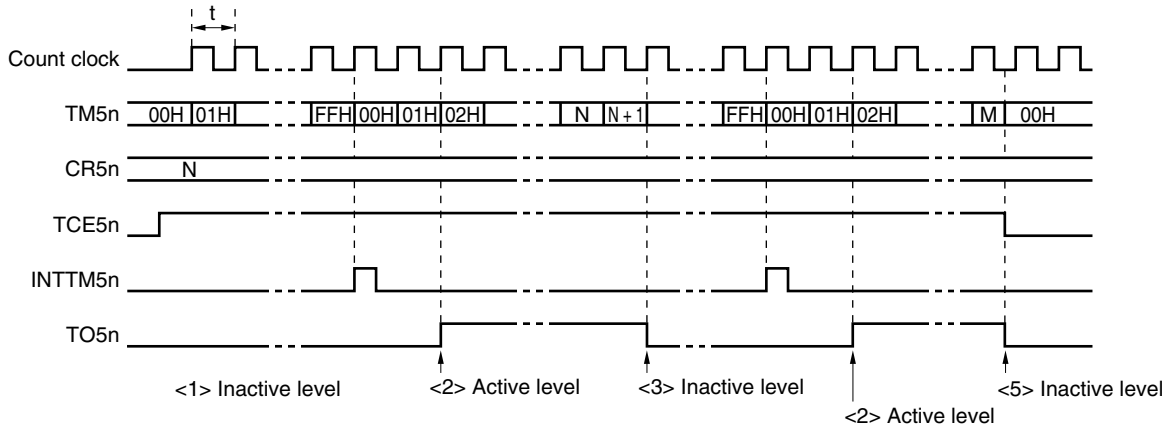 t
Count clock
TM5n 00H 01H FFH 00H 01H 02H N N + 1 FFH 00H 01H 02H M 00H
CR5n N
TCE5n
INTTM5n
TO5n
<1> Inactive level <2> Active level <3> Inactive level <5> Inactive level
<2> Active level